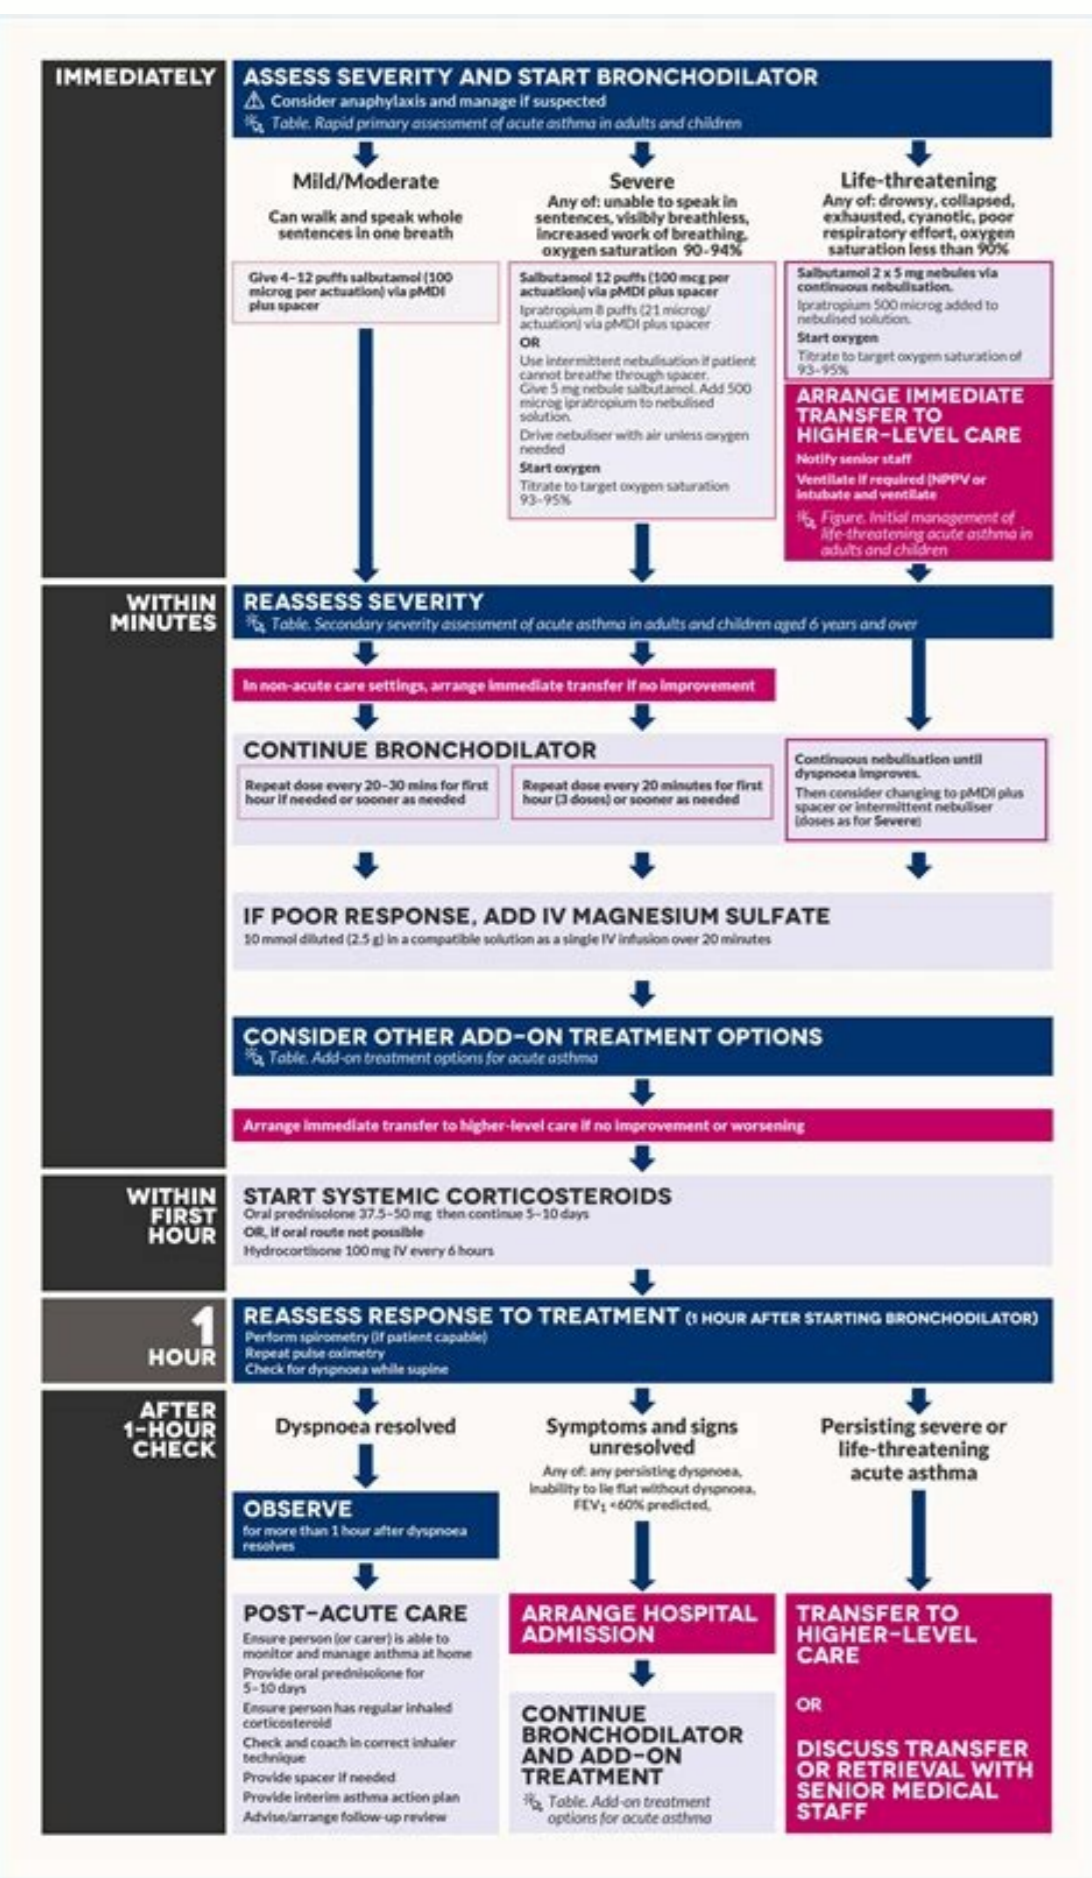 IMMEDIATELY
ASSESS SEVERITY AND START BRONCHODILATOR
Consider anaphylaxis and manage if suspected
Table. Rapid primary assessment of acute asthma in adults and children
Mild/Moderate
Can walk and speak whole
sentences in one breath
Give 4–12 puffs salbutamol (100
microg per actuation) via pMDI
plus spacer
Severe
Any of: unable to speak in
sentences, visibly breathless,
increased work of breathing,
oxygen saturation 90–94%
Salbutamol 12 puffs (100 mcg per
actuation) via pMDI plus spacer
Ipratropium 8 puffs (21 microg/
actuation) via pMDI plus spacer
OR
Use intermittent nebulisation if patient
cannot breathe through spacer.
Give 5 mg nebule salbutamol. Add 500
microg ipratropium to nebulised
solution.
Drive nebuliser with air unless oxygen
needed
Start oxygen
Titrate to target oxygen saturation
93–95%
Life-threatening
Any of: drowsy, collapsed,
exhausted, cyanotic, poor
respiratory effort, oxygen
saturation less than 90%
Salbutamol 2 x 5 mg nebules via
continuous nebulisation.
Ipratropium 500 microg added to
nebulised solution.
Start oxygen
Titrate to target oxygen saturation of
93–95%
ARRANGE IMMEDIATE
TRANSFER TO
HIGHER-LEVEL CARE
Notify senior staff
Ventilate if required (NPPV or
intubate and ventilate
Figure. Initial management of
life-threatening acute asthma in
adults and children
WITHIN
MINUTES
REASSESS SEVERITY
Table. Secondary severity assessment of acute asthma in adults and children aged 6 years and over
In non-acute care settings, arrange immediate transfer if no improvement
CONTINUE BRONCHODILATOR
Repeat dose every 20–30 mins for first
hour if needed or sooner as needed
Repeat dose every 20 minutes for first
hour (3 doses) or sooner as needed
Continuous nebulisation until
dyspnoea improves.
Then consider changing to pMDI plus
spacer or intermittent nebuliser
(doses as for Severe)
IF POOR RESPONSE, ADD IV MAGNESIUM SULFATE
10 mmol diluted (2.5 g) in a compatible solution as a single IV infusion over 20 minutes
CONSIDER OTHER ADD-ON TREATMENT OPTIONS
Table. Add-on treatment options for acute asthma
Arrange immediate transfer to higher-level care if no improvement or worsening
WITHIN
FIRST
HOUR
START SYSTEMIC CORTICOSTEROIDS
Oral prednisolone 37.5–50 mg then continue 5–10 days
OR, if oral route not possible
Hydrocortisone 100 mg IV every 6 hours
1
HOUR
REASSESS RESPONSE TO TREATMENT (1 HOUR AFTER STARTING BRONCHODILATOR)
Perform spirometry (if patient capable)
Repeat pulse oximetry
Check for dyspnoea while supine
AFTER
1-HOUR
CHECK
Dyspnoea resolved
OBSERVE
for more than 1 hour after dyspnoea
resolves
POST-ACUTE CARE
Ensure person (or carer) is able to
monitor and manage asthma at home
Provide oral prednisolone for
5–10 days
Ensure person has regular inhaled
corticosteroid
Check and coach in correct inhaler
technique
Provide spacer if needed
Provide interim asthma action plan
Advise/arrange follow-up review
Symptoms and signs
unresolved
Any of: any persisting dyspnoea,
inability to lie flat without dyspnoea,
FEV1 <60% predicted,
ARRANGE HOSPITAL
ADMISSION
CONTINUE
BRONCHODILATOR
AND ADD-ON
TREATMENT
Table. Add-on treatment
options for acute asthma
Persisting severe or
life-threatening
acute asthma
TRANSFER TO
HIGHER-LEVEL
CARE
OR
DISCUSS TRANSFER
OR RETRIEVAL WITH
SENIOR MEDICAL
STAFF